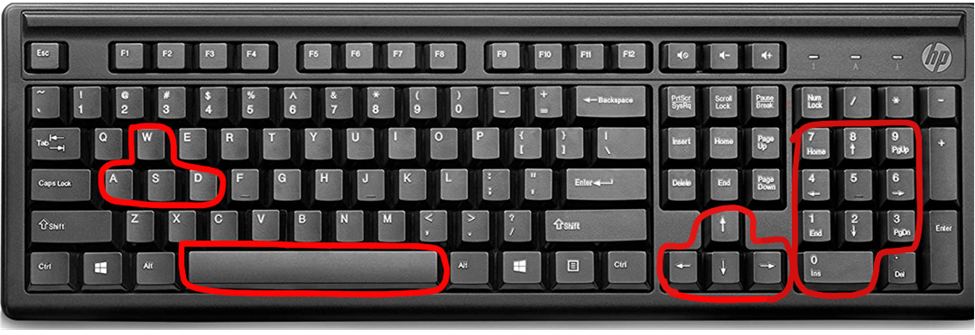 Esc F1 F2 F3 F4 F5 F6 F7 F8 F9 F10 F11 F12 hp
~ ` ! 1 @ 2 # 3 $ 4 % 5 ^ 6 & 7 * 8 ( 9 ) 0 _ - + = ←Backspace PrtScr SysRq Scroll Lock Pause Break Num Lock / * -
Tab Q W E R T Y U I O P { [ } ] | \ Insert Home Page Up 7 Home 8 ↑ 9 PgUp +
Caps Lock A S D F G H J K L : ; " ' Enter Delete End Page Down 4 ← 5 6 →
⇧Shift Z X C V B N M < , > . ? / ⇧Shift ↑ 1 End 2 ↓ 3 PgDn Enter
Ctrl Alt Alt Ctrl ← ↓ → 0 Ins . Del